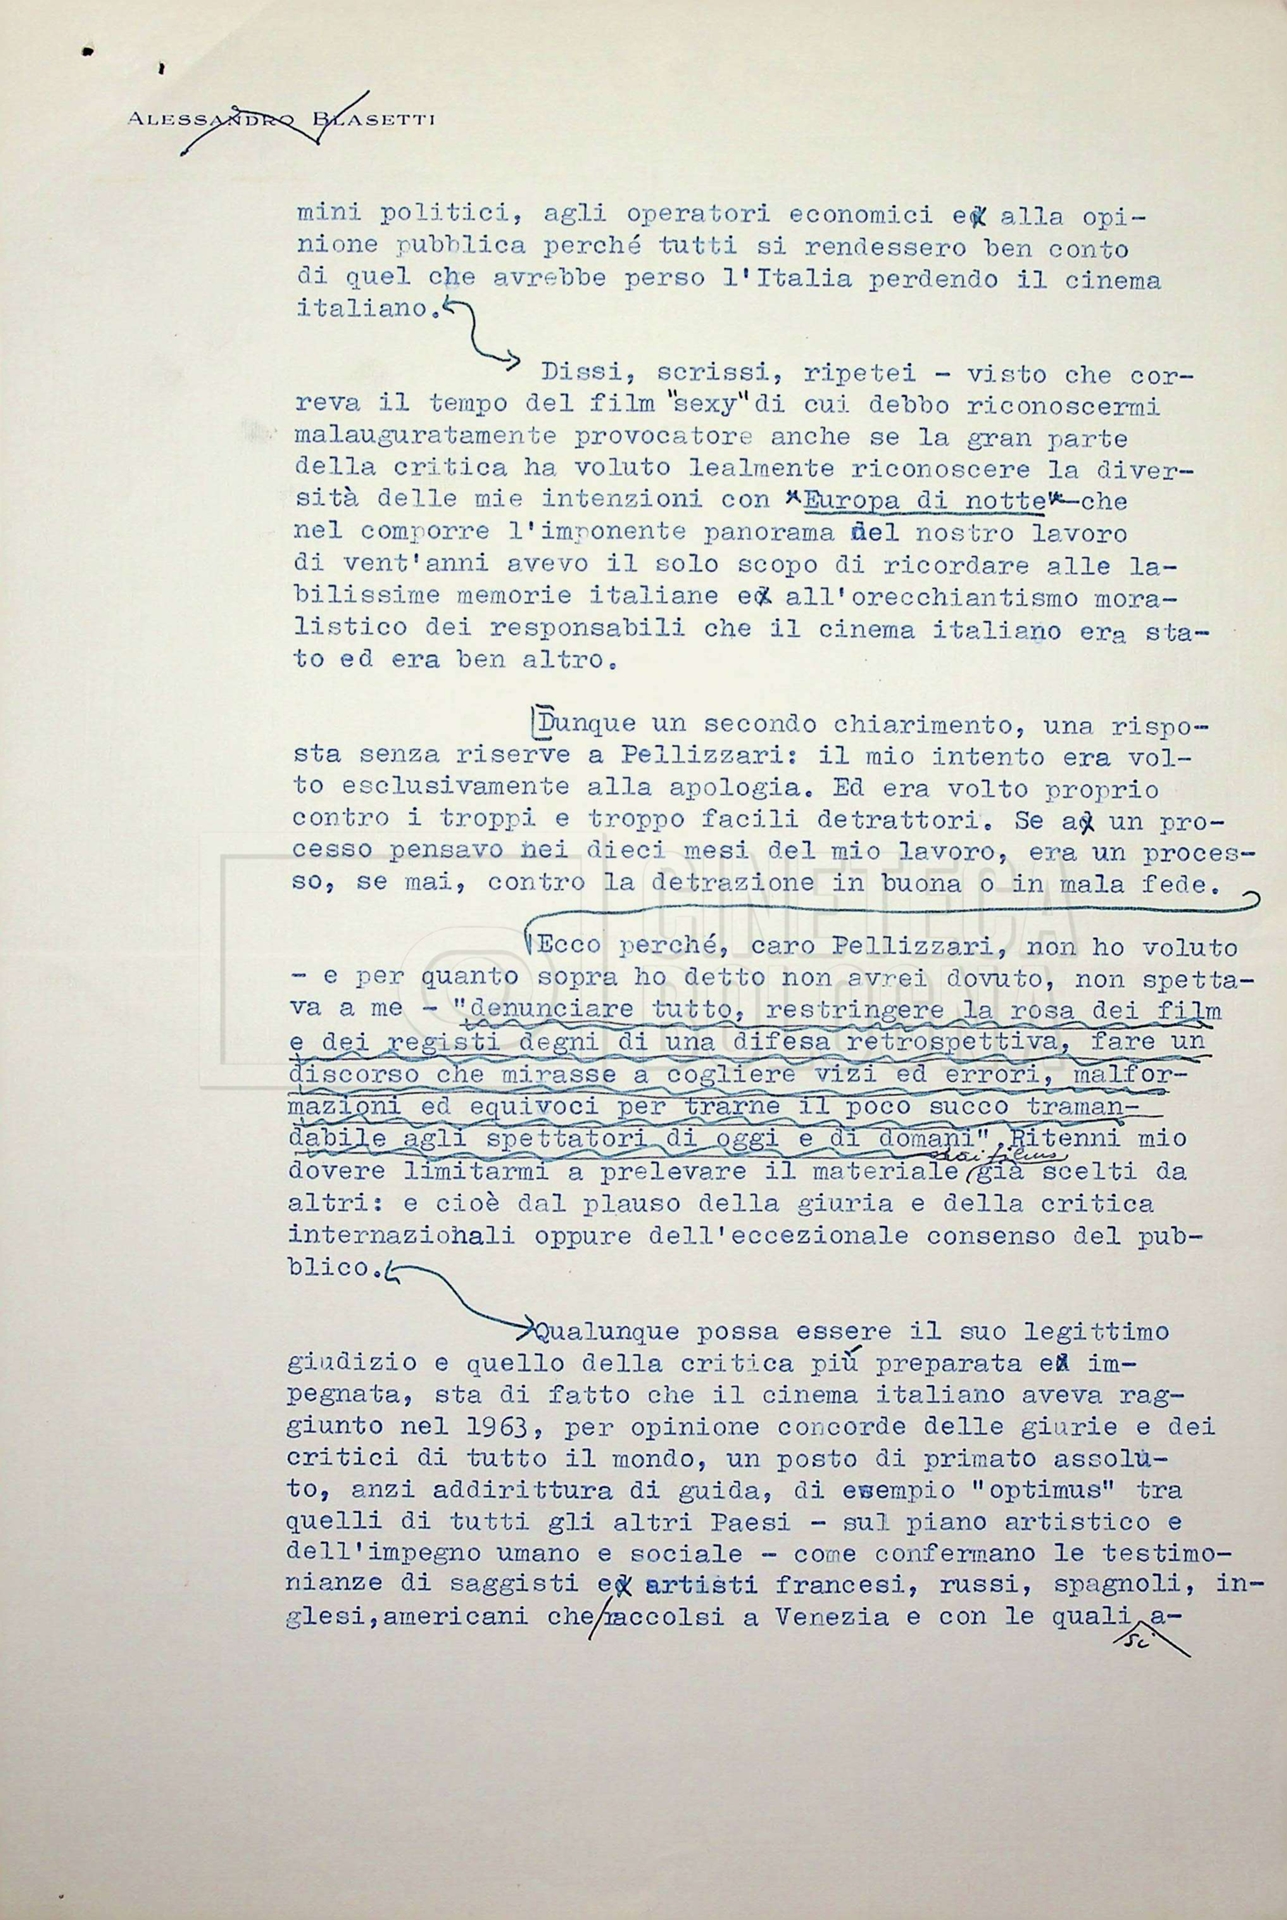 ALESSANDRO BLASETTI
mini politici, agli operatori economici e alla opi-
nione pubblica perché tutti si rendessero ben conto
di quel che avrebbe perso l'Italia perdendo il cinema
italiano.
Dissi, scrissi, ripetei - visto che cor-
reva il tempo del film "sexy" di cui debbo riconoscermi
malauguratamente provocatore anche se la gran parte
della critica ha voluto lealmente riconoscere la diver-
sità delle mie intenzioni con Europa di notte - che
nel comporre l'imponente panorama del nostro lavoro
di vent'anni avevo il solo scopo di ricordare alle la-
bilissime memorie italiane e all'orecchiantismo mora-
listico dei responsabili che il cinema italiano era sta-
to ed era ben altro.
Dunque un secondo chiarimento, una rispo-
sta senza riserve a Pellizzari: il mio intento era vol-
to esclusivamente alla apologia. Ed era volto proprio
contro i troppi e troppo facili detrattori. Se a un pro-
cesso pensavo nei dieci mesi del mio lavoro, era un proces-
so, se mai, contro la detrazione in buona o in mala fede.
Ecco perché, caro Pellizzari, non ho voluto
- e per quanto sopra ho detto non avrei dovuto, non spetta-
va a me - "denunciare tutto, restringere la rosa dei film
e dei registi degni di una difesa retrospettiva, fare un
discorso che mirasse a cogliere vizi ed errori, malfor-
mazioni ed equivoci per trarne il poco succo traman-
dabile agli spettatori di oggi e di domani". Ritenni mio
dai films
dovere limitarmi a prelevare il materiale già scelti da
altri: e cioè dal plauso della giuria e della critica
internazionali oppure dell'eccezionale consenso del pub-
blico.
Qualunque possa essere il suo legittimo
giudizio e quello della critica più preparata e im-
pegnata, sta di fatto che il cinema italiano aveva rag-
giunto nel 1963, per opinione concorde delle giurie e dei
critici di tutto il mondo, un posto di primato assolu-
to, anzi addirittura di guida, di esempio "optimus" tra
quelli di tutti gli altri Paesi - sul piano artistico e
dell'impegno umano e sociale - come confermano le testimo-
nianze di saggisti e artisti francesi, russi, spagnoli, in-
glesi, americani che raccolsi a Venezia e con le quali a-
si
CINETECA
BOLOGNA